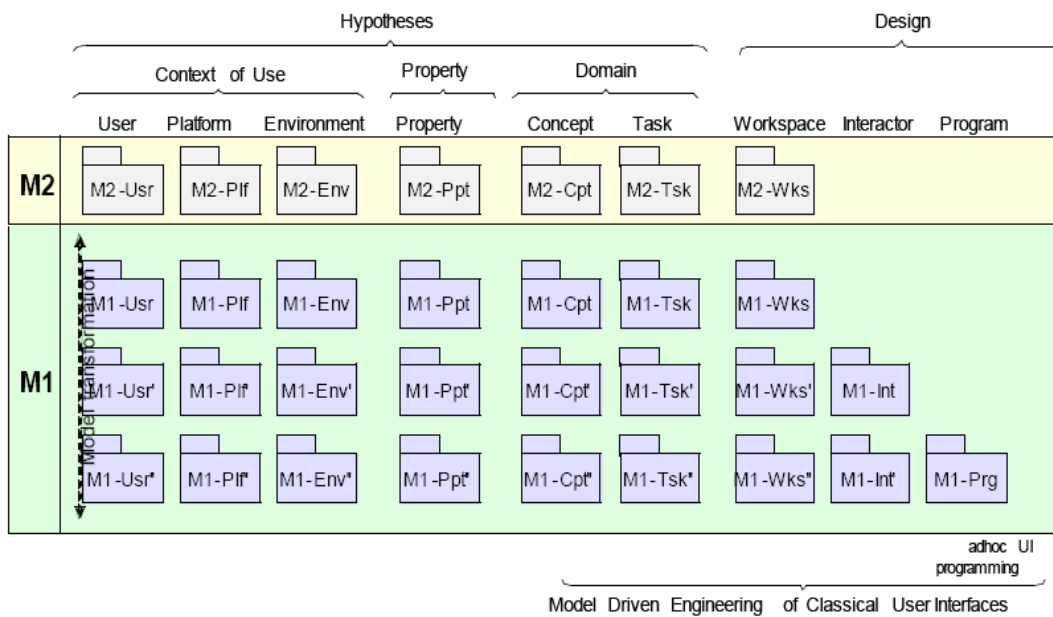 Hypotheses Design
Context of Use Property Domain
User Platform Environment Property Concept Task Workspace Interactor Program
M2 M2-Usr M2-Plf M2-Env M2-Ppt M2-Cpt M2-Tsk M2-Wks
Model transformation
M1-Usr M1-Plf M1-Env M1-Ppt M1-Cpt M1-Tsk M1-Wks
M1 M1-Usr' M1-Plf' M1-Env' M1-Ppt' M1-Cpt' M1-Tsk' M1-Wks' M1-Int
M1-Usr" M1-Plf" M1-Env" M1-Ppt" M1-Cpt" M1-Tsk" M1-Wks" M1-Int' M1-Prg
adhoc UI
programming
Model Driven Engineering of Classical User Interfaces